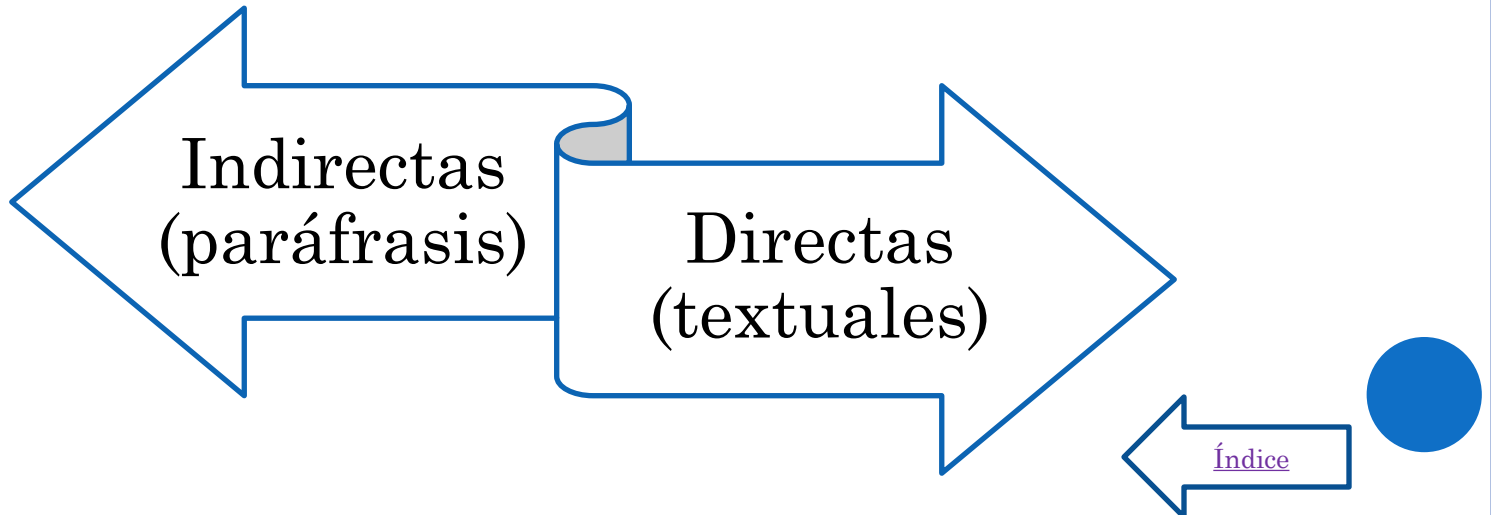 Indirectas
(paráfrasis)
Directas
(textuales)
Índice